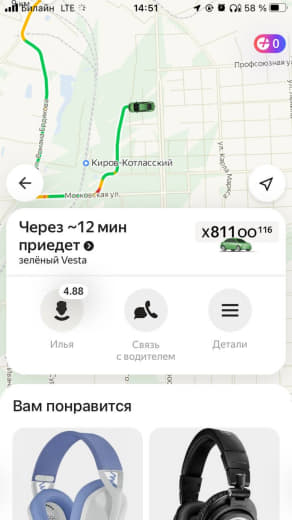 Билайн LTE 14:51 58 %
0
Профсоюзная ул.
ул. Карла Маркса
Киров-Котласский
Московская ул.
Через ~12 мин
приедет
зелёный Vesta
Х811ОО 116
4.88
Илья
Связь
с водителем
Детали
Вам понравится